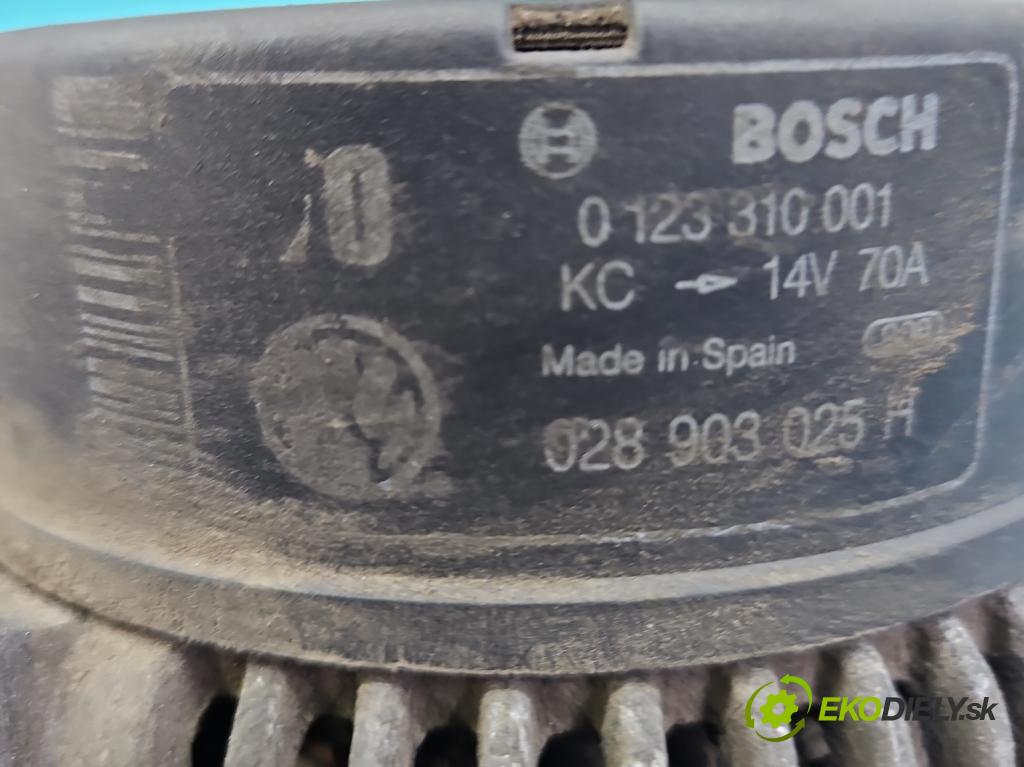 BOSCH
0 123 310 001
KC 14V 70A
Made in Spain
028 903 025 H
EKODIELY.sk